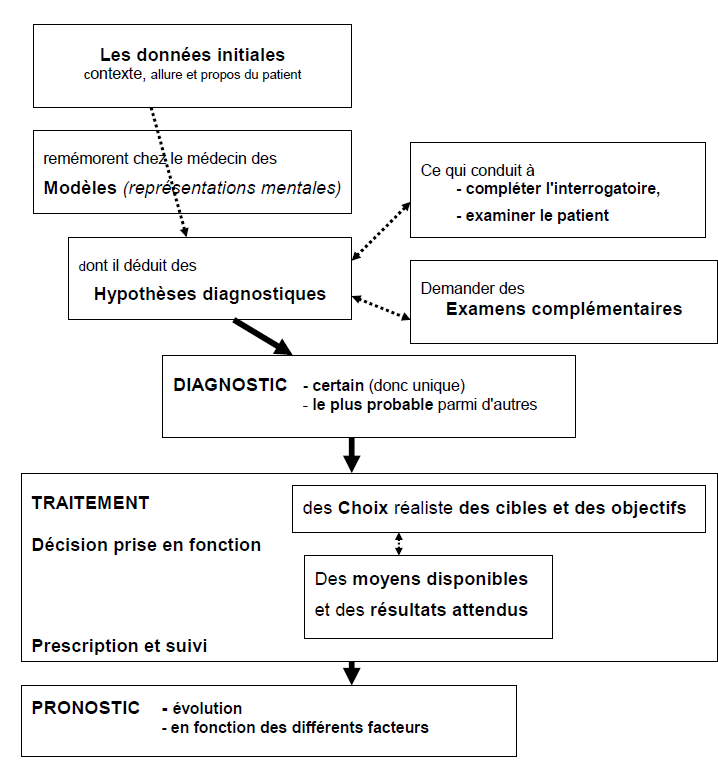 Les données initiales
contexte, allure et propos du patient
remémorent chez le médecin des
Modèles (représentations mentales)
Ce qui conduit à
- compléter l'interrogatoire,
- examiner le patient
dont il déduit des
Hypothèses diagnostiques
Demander des
Examens complémentaires
DIAGNOSTIC - certain (donc unique)
- le plus probable parmi d'autres
TRAITEMENT
des Choix réaliste des cibles et des objectifs
Décision prise en fonction
Des moyens disponibles
et des résultats attendus
Prescription et suivi
PRONOSTIC - évolution
- en fonction des différents facteurs